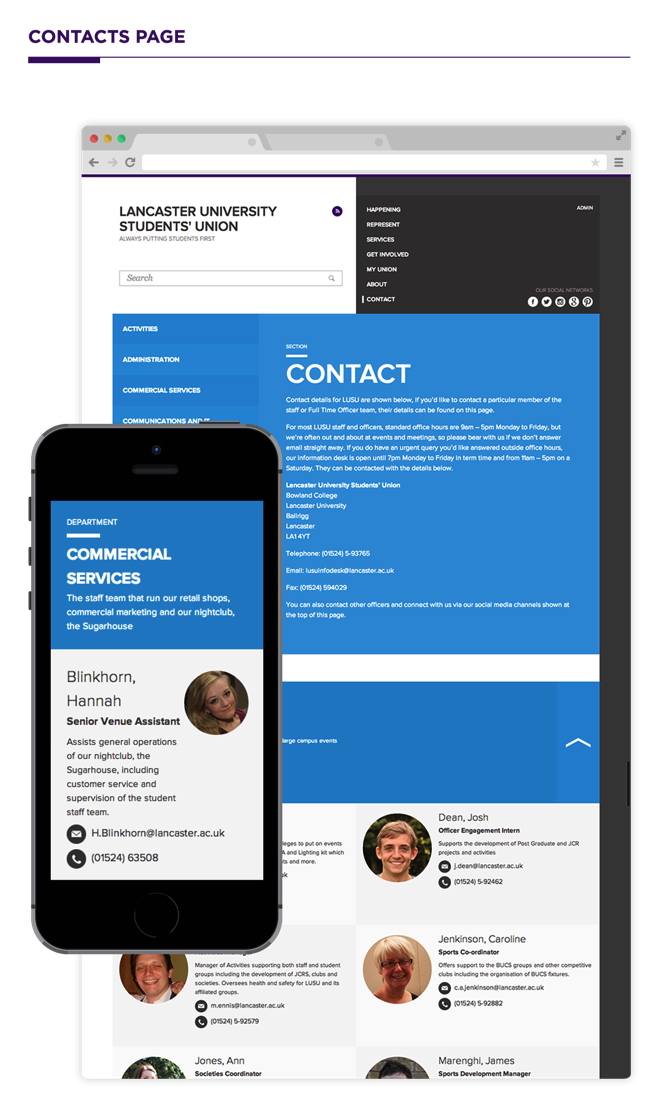 CONTACTS PAGE
LANCASTER UNIVERSITY
STUDENTS' UNION
ALWAYS PUTTING STUDENTS FIRST
Search
HAPPENING
REPRESENT
SERVICES
GET INVOLVED
MY UNION
ABOUT
CONTACT
ADMIN
OUR SOCIAL NETWORKS
ACTIVITIES
ADMINISTRATION
COMMERCIAL SERVICES
COMMUNICATIONS AND IT
SECTION
CONTACT
Contact details for LUSU are shown below, if you'd like to contact a particular member of the
staff or Full Time Officer team, their details can be found on this page.
For most LUSU staff and officers, standard office hours are 9am – 5pm Monday to Friday, but
we're often out and about at events and meetings, so please bear with us if we don't answer
email straight away. If you do have an urgent query you'd like answered outside office hours,
our information desk is open until 7pm Monday to Friday in term time and from 11am – 5pm on a
Saturday. They can be contacted with the details below.
Lancaster University Students' Union
Bowland College
Lancaster University
Bailrigg
Lancaster
LA1 4YT
Telephone: (01524) 5-93765
Email: lusuinfodesk@lancaster.ac.uk
Fax: (01524) 594029
You can also contact other officers and connect with us via our social media channels shown at
the top of this page.
DEPARTMENT
COMMERCIAL
SERVICES
The staff team that run our retail shops,
commercial marketing and our nightclub,
the Sugarhouse
Blinkhorn,
Hannah
Senior Venue Assistant
Assists general operations
of our nightclub, the
Sugarhouse, including
customer service and
supervision of the student
staff team.
H.Blinkhorn@lancaster.ac.uk
(01524) 63508
large campus events
leges to put on events
A and Lighting kit which
nts and more.
uk
Dean, Josh
Officer Engagement Intern
Supports the development of Post Graduate and JCR
projects and activities
j.dean@lancaster.ac.uk
(01524) 5-92462
Manager of Activities supporting both staff and student
groups including the development of JCRS, clubs and
societies. Oversees health and safety for LUSU and its
affiliated groups.
m.ennis@lancaster.ac.uk
(01524) 5-92579
Jenkinson, Caroline
Sports Co-ordinator
Offers support to the BUCS groups and other competitive
clubs including the organisation of BUCS fixtures.
c.a.jenkinson@lancaster.ac.uk
(01524) 5-92882
Jones, Ann
Societies Coordinator
Marenghi, James
Sports Development Manager